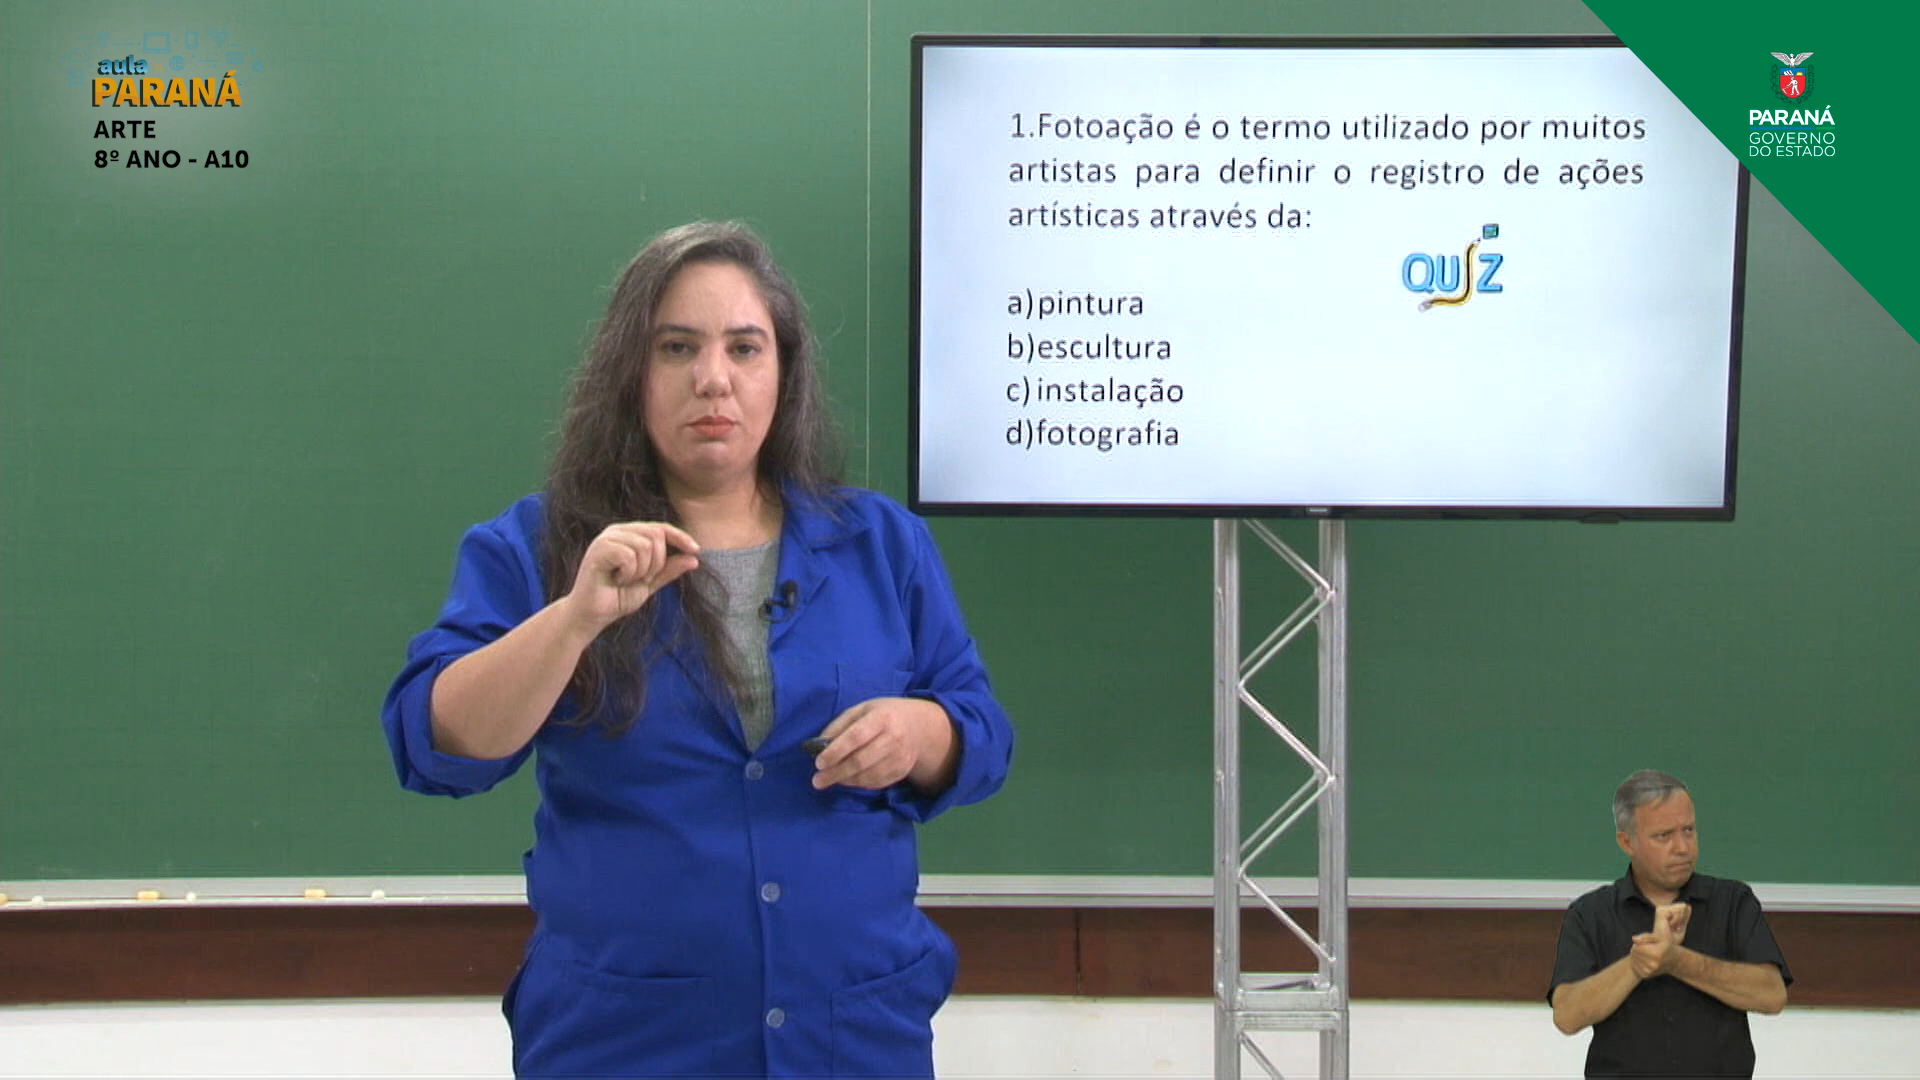 aula
PARANÁ
ARTE
8º ANO - A10
1.Fotoação é o termo utilizado por muitos
artistas para definir o registro de ações
artísticas através da:
QUIZ
a)pintura
b)escultura
c)instalação
d)fotografia
PARANÁ
GOVERNO
DO ESTADO